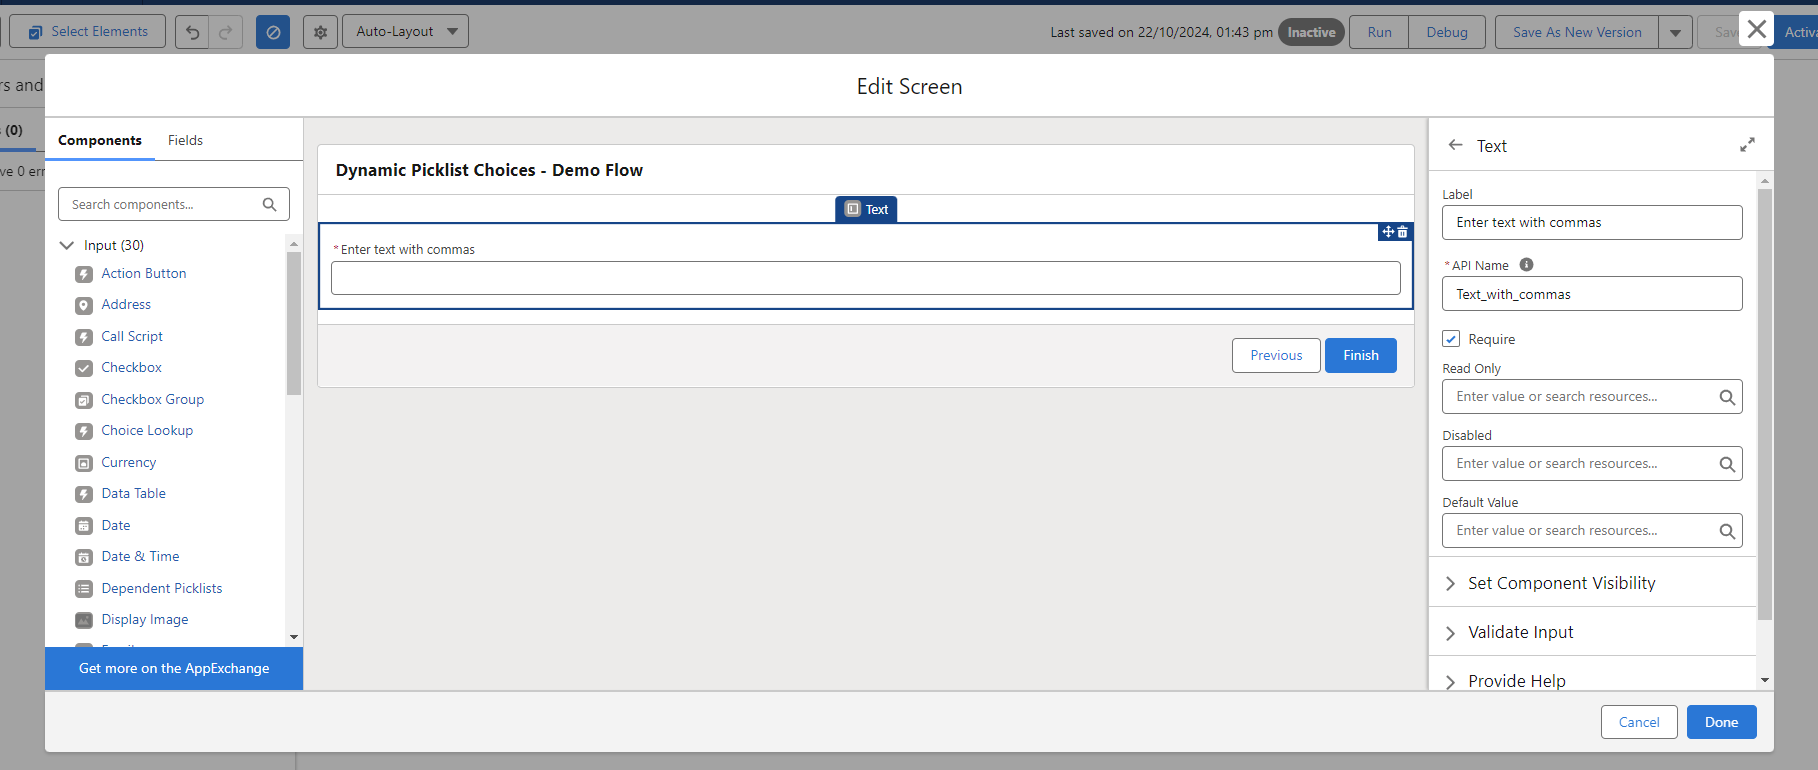 Select Elements
Auto-Layout
Last saved on 22/10/2024, 01:43 pm
Inactive
Run
Debug
Save As New Version
Activa
rs and
(0)
ve 0 err
Edit Screen
Components
Fields
Search components...
Input (30)
Action Button
Address
Call Script
Checkbox
Checkbox Group
Choice Lookup
Currency
Data Table
Date
Date & Time
Dependent Picklists
Display Image
Get more on the AppExchange
Dynamic Picklist Choices - Demo Flow
Text
* Enter text with commas
Previous
Finish
Text
Label
Enter text with commas
* API Name
Text_with_commas
Require
Read Only
Enter value or search resources...
Disabled
Enter value or search resources...
Default Value
Enter value or search resources...
Set Component Visibility
Validate Input
Provide Help
Cancel
Done